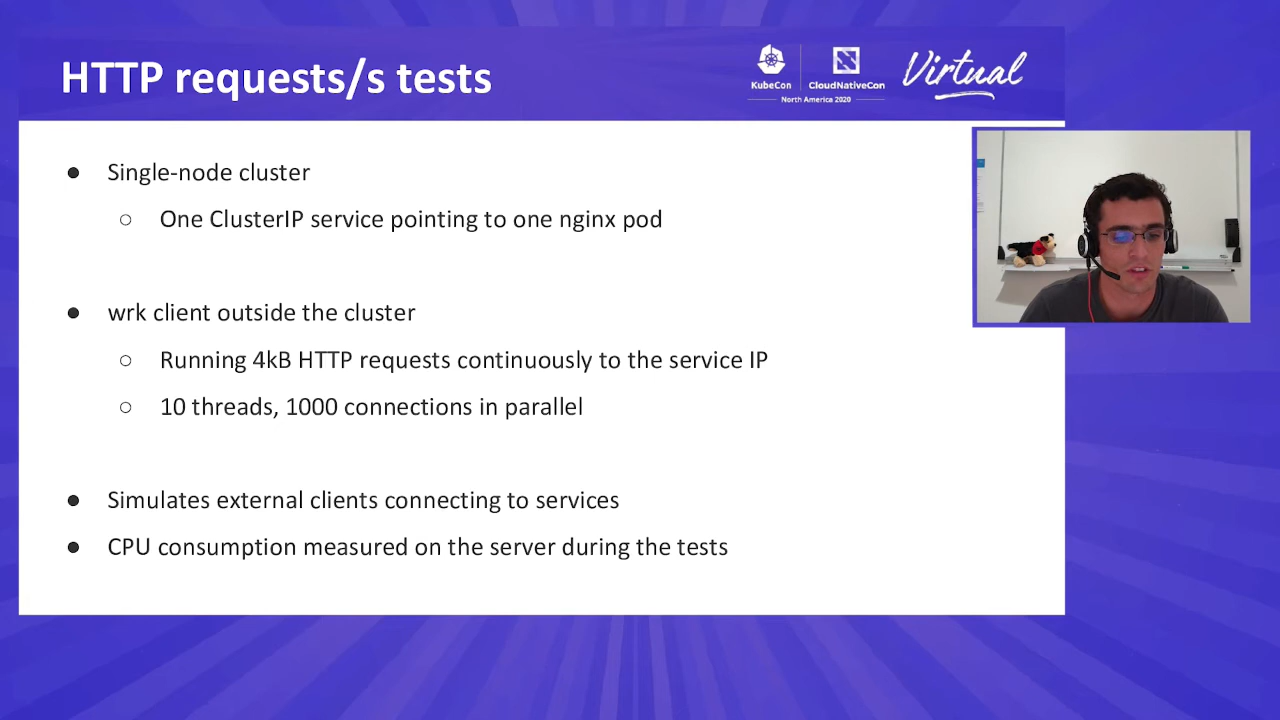 HTTP requests/s tests
KubeCon
CloudNativeCon
North America 2020
Virtual
● Single-node cluster
○ One ClusterIP service pointing to one nginx pod
● wrk client outside the cluster
○ Running 4kB HTTP requests continuously to the service IP
○ 10 threads, 1000 connections in parallel
● Simulates external clients connecting to services
● CPU consumption measured on the server during the tests